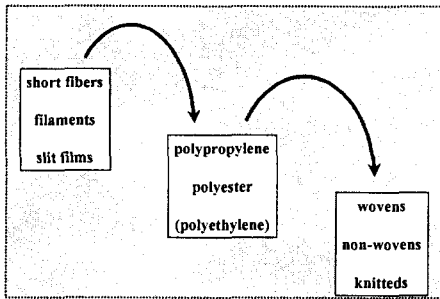 short fibers
filaments
slit films
polypropylene
polyester
(polyethylene)
wovens
non-wovens
knitteds